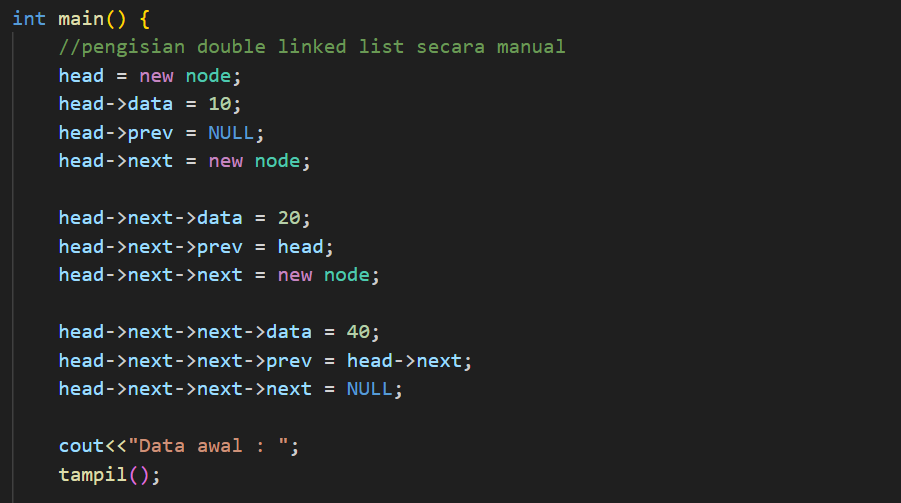 int main() {
//pengisian double linked list secara manual
head = new node;
head->data = 10;
head->prev = NULL;
head->next = new node;
head->next->data = 20;
head->next->prev = head;
head->next->next = new node;
head->next->next->data = 40;
head->next->next->prev = head->next;
head->next->next->next = NULL;
cout<<"Data awal : ";
tampil();